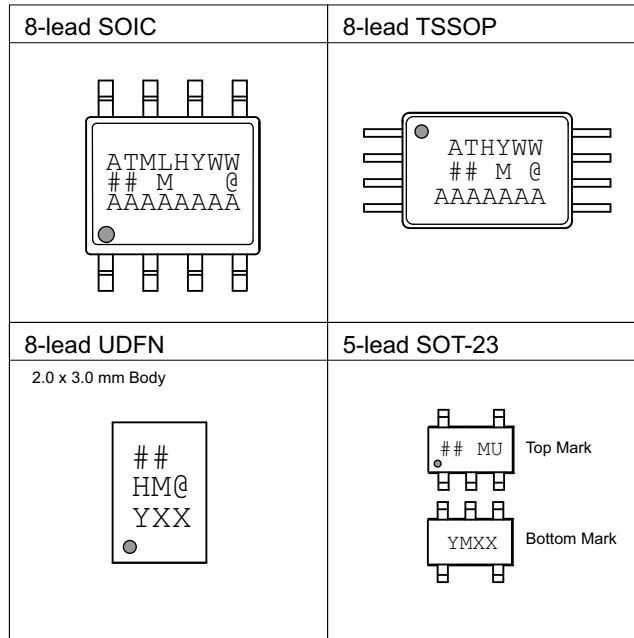 8-lead SOIC
ATMLHYWW
## M @
AAAAAAAA
8-lead TSSOP
ATHYWW
## M @
AAAAAAA
8-lead UDFN
2.0 x 3.0 mm Body
##
HM@
YXX
5-lead SOT-23
## MU
Top Mark
YMXX
Bottom Mark